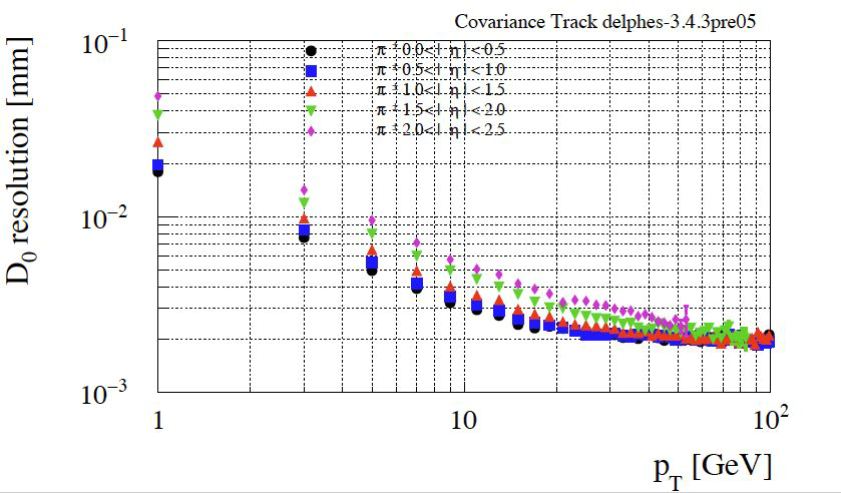 Covariance Track delphes-3.4.3pre05
D₀ resolution [mm]
10⁻¹
π ± 0.0<| η |<0.5
π ± 0.5<| η |<1.0
π ± 1.0<| η |<1.5
π ± 1.5<| η |<2.0
π ± 2.0<| η |<2.5
10⁻²
10⁻³
1 10 10²
p_T [GeV]